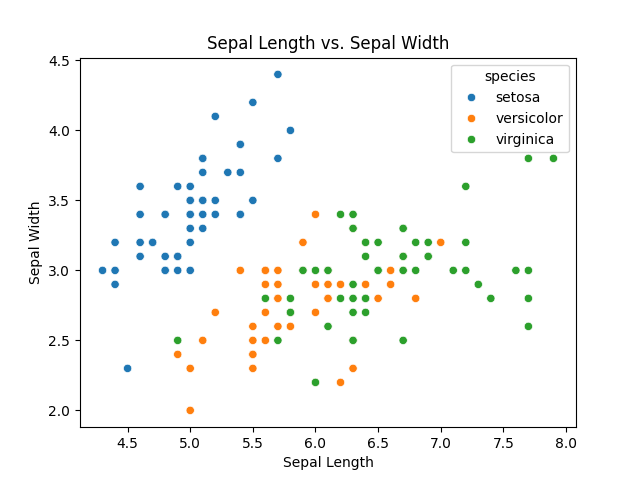 Sepal Length vs. Sepal Width
species
setosa
versicolor
virginica
4.5
4.0
3.5
3.0
2.5
2.0
Sepal Width
4.5 5.0 5.5 6.0 6.5 7.0 7.5 8.0
Sepal Length